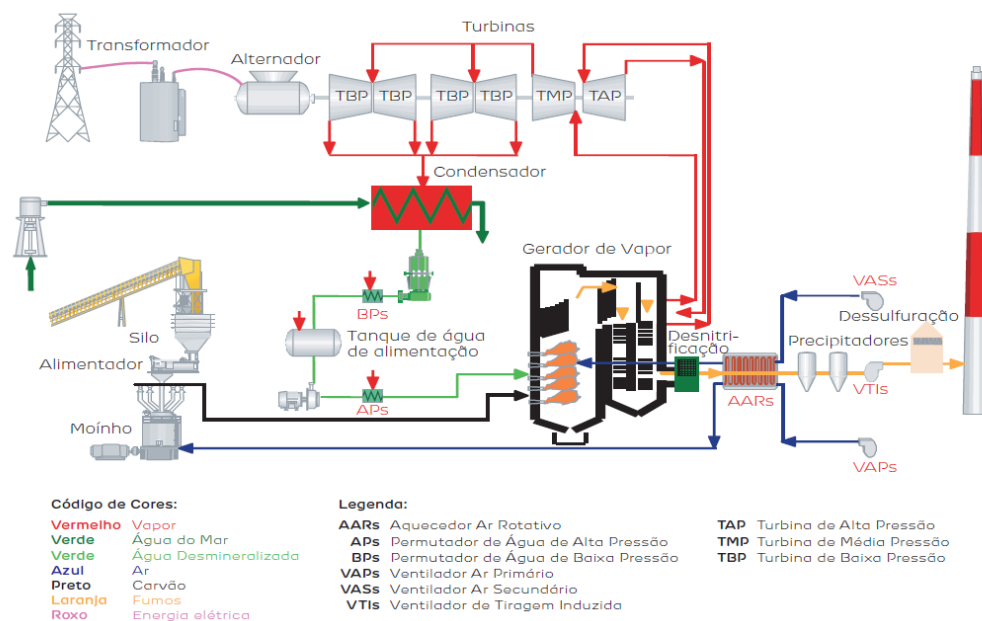 Turbinas
Transformador
Alternador
TBP TBP TBP TBP TMP TAP
Condensador
Gerador de Vapor
VASs
Dessulfuração
BPs
Silo
Tanque de água
de alimentação
Desnitri-
ficação
Precipitadores
Alimentador
APs
AARs
VTIs
Moínho
VAPs
Código de Cores:
Vermelho Vapor
Verde Água do Mar
Verde Água Desmineralizada
Azul Ar
Preto Carvão
Laranja Fumos
Roxo Energia elétrica
Legenda:
AARs Aquecedor Ar Rotativo
APs Permutador de Água de Alta Pressão
BPs Permutador de Água de Baixa Pressão
VAPs Ventilador Ar Primário
VASs Ventilador Ar Secundário
VTIs Ventilador de Tiragem Induzida
TAP Turbina de Alta Pressão
TMP Turbina de Média Pressão
TBP Turbina de Baixa Pressão